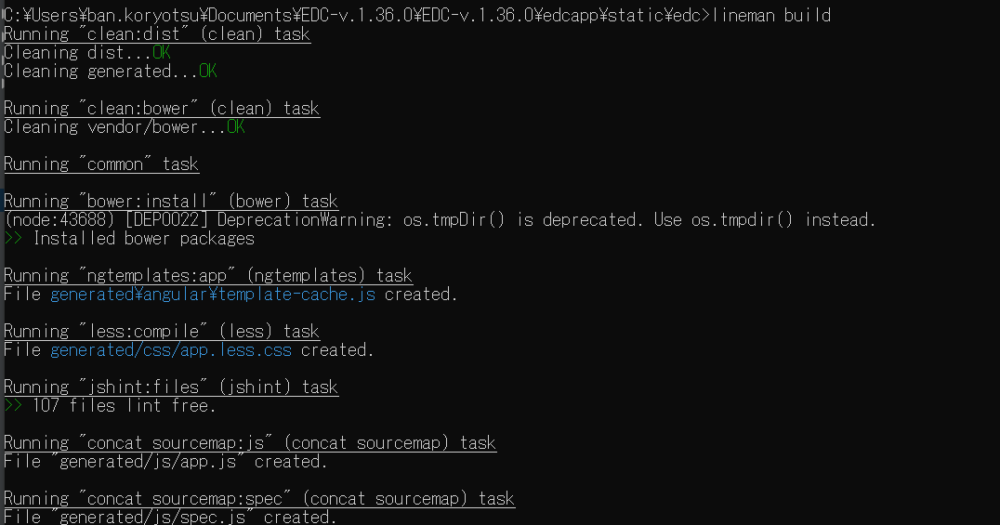 C:¥Users¥ban.koryotsu¥Documents¥EDC-v.1.36.0¥EDC-v.1.36.0¥edcapp¥static¥edc>lineman build
Running "clean:dist" (clean) task
Cleaning dist...OK
Cleaning generated...OK
Running "clean:bower" (clean) task
Cleaning vendor/bower...OK
Running "common" task
Running "bower:install" (bower) task
(node:43688) [DEP0022] DeprecationWarning: os.tmpDir() is deprecated. Use os.tmpdir() instead.
>> Installed bower packages
Running "ngtemplates:app" (ngtemplates) task
File generated¥angular¥template-cache.js created.
Running "less:compile" (less) task
File generated/css/app.less.css created.
Running "jshint:files" (jshint) task
>> 107 files lint free.
Running "concat_sourcemap:js" (concat_sourcemap) task
File "generated/js/app.js" created.
Running "concat_sourcemap:spec" (concat_sourcemap) task
File "generated/js/spec.js" created.